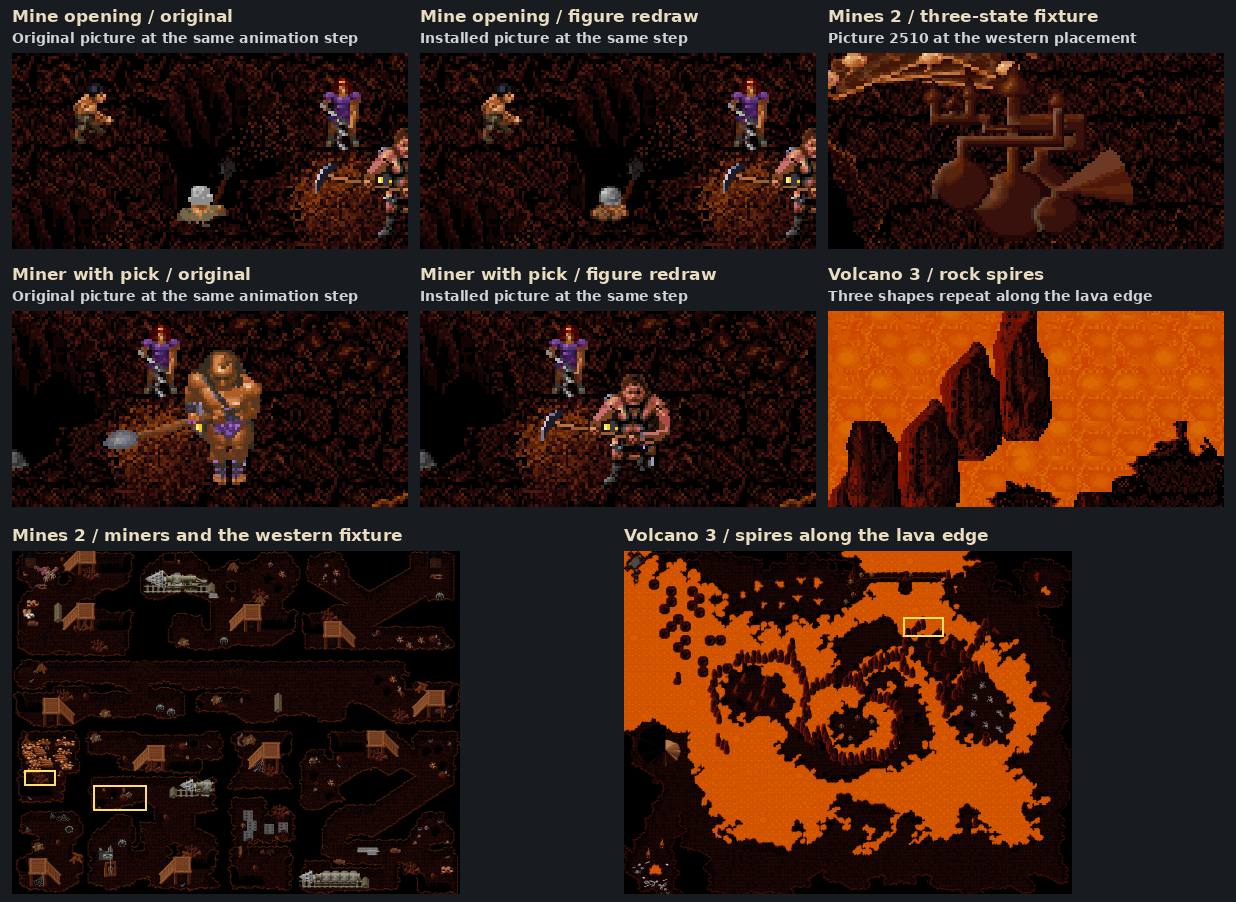 Mine opening / original
Original picture at the same animation step
Mine opening / figure redraw
Installed picture at the same step
Mines 2 / three-state fixture
Picture 2510 at the western placement
Miner with pick / original
Original picture at the same animation step
Miner with pick / figure redraw
Installed picture at the same step
Volcano 3 / rock spires
Three shapes repeat along the lava edge
Mines 2 / miners and the western fixture
Volcano 3 / spires along the lava edge